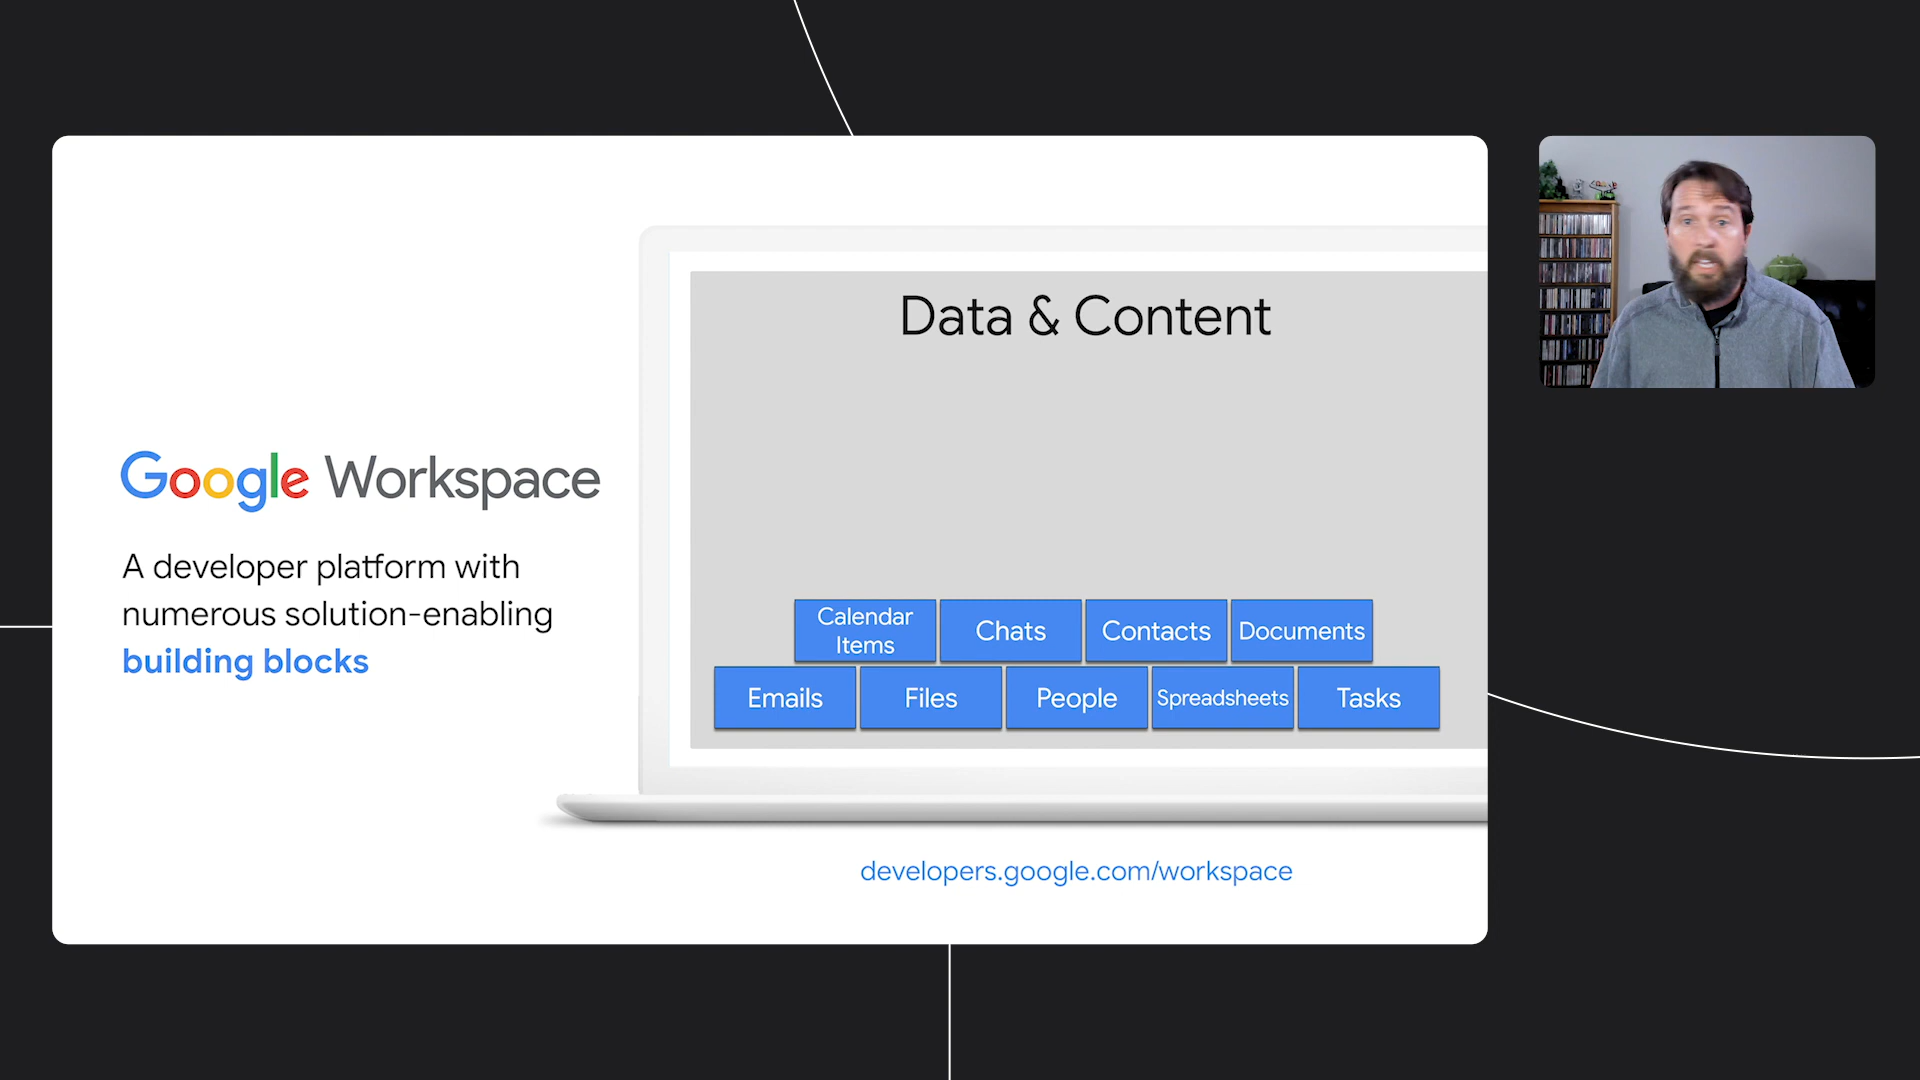 Google Workspace
A developer platform with
numerous solution-enabling
building blocks
Data & Content
Calendar
Items
Chats
Contacts
Documents
Emails
Files
People
Spreadsheets
Tasks
developers.google.com/workspace